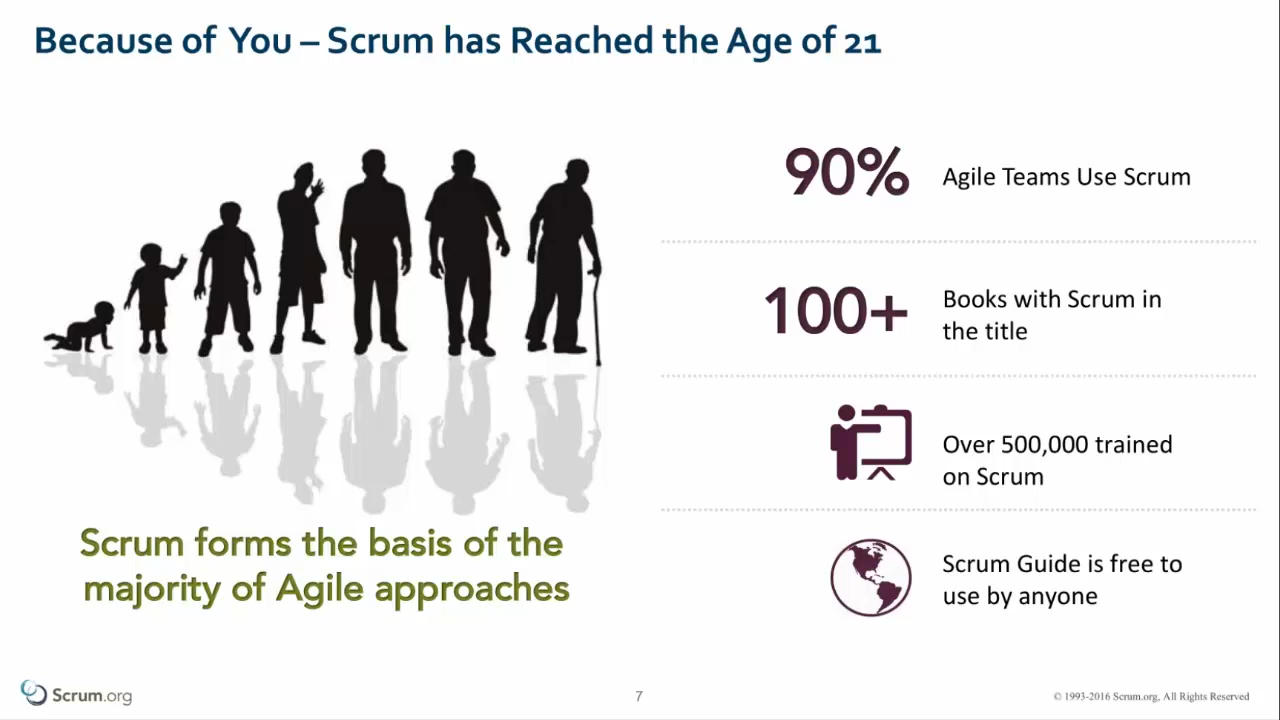 Because of You – Scrum has Reached the Age of 21
90%
Agile Teams Use Scrum
100+
Books with Scrum in
the title
Over 500,000 trained
on Scrum
Scrum Guide is free to
use by anyone
Scrum forms the basis of the
majority of Agile approaches
Scrum.org
7
© 1993-2016 Scrum.org, All Rights Reserved